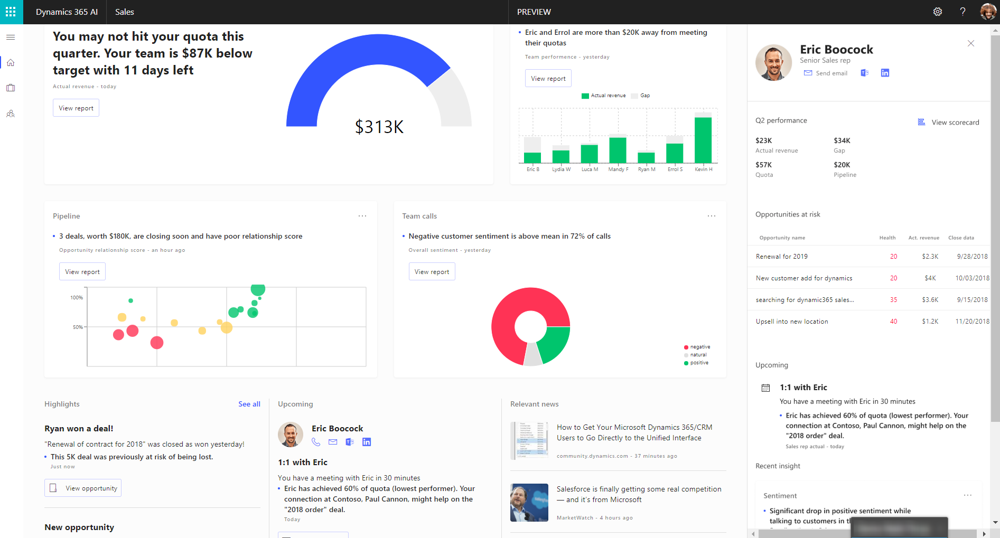 Dynamics 365 AI
Sales
PREVIEW
You may not hit your quota this
quarter. Your team is $87K below
target with 11 days left
Actual revenue - today
View report
$313K
Eric and Errol are more than $20K away from meeting
their quotas
Team performence - yesterday
View report
Actual revenue Gap
Eric B Lydia W Luca M Mandy F Ryan M Errol S Kevin H
Pipeline
3 deals, worth $180K, are closing soon and have poor relationship score
Opportunity relationship score - an hour ago
View report
100%
50%
Team calls
Negative customer sentiment is above mean in 72% of calls
Overall sentiment - yesterday
View report
negative
natural
positive
Highlights See all
Ryan won a deal!
"Renewal of contract for 2018" was closed as won yesterday!
This 5K deal was previously at risk of being lost.
Just now
View opportunity
New opportunity
Upcoming
Eric Boocock
1:1 with Eric
You have a meeting with Eric in 30 minutes
Eric has achieved 60% of quota (lowest performer). Your
connection at Contoso, Paul Cannon, might help on the
"2018 order" deal.
Today
Relevant news
How to Get Your Microsoft Dynamics 365/CRM
Users to Go Directly to the Unified Interface
community.dynamics.com - 37 minutes ago
Salesforce is finally getting some real competition
— and it's from Microsoft
MarketWatch - 4 hours ago
Eric Boocock
Senior Sales rep
Send email
Q2 performance
View scorecard
$23K $34K
Actual revenue Gap
$57K $20K
Quota Pipeline
Opportunities at risk
Opportunity name Health Act. revenue Close data
Renewal for 2019 20 $2.3K 9/28/2018
New customer add for dynamics 20 $4K 10/03/2018
searching for dynamic365 sales... 35 $3.6K 9/15/2018
Upsell into new location 40 $1.2K 11/20/2018
Upcoming
1:1 with Eric
You have a meeting with Eric in 30 minutes
Eric has achieved 60% of quota (lowest performer). Your
connection at Contoso, Paul Cannon, might help on the
"2018 order" deal.
Sales rep actual - today
Recent insight
Sentiment
Significant drop in positive sentiment while
talking to customers in